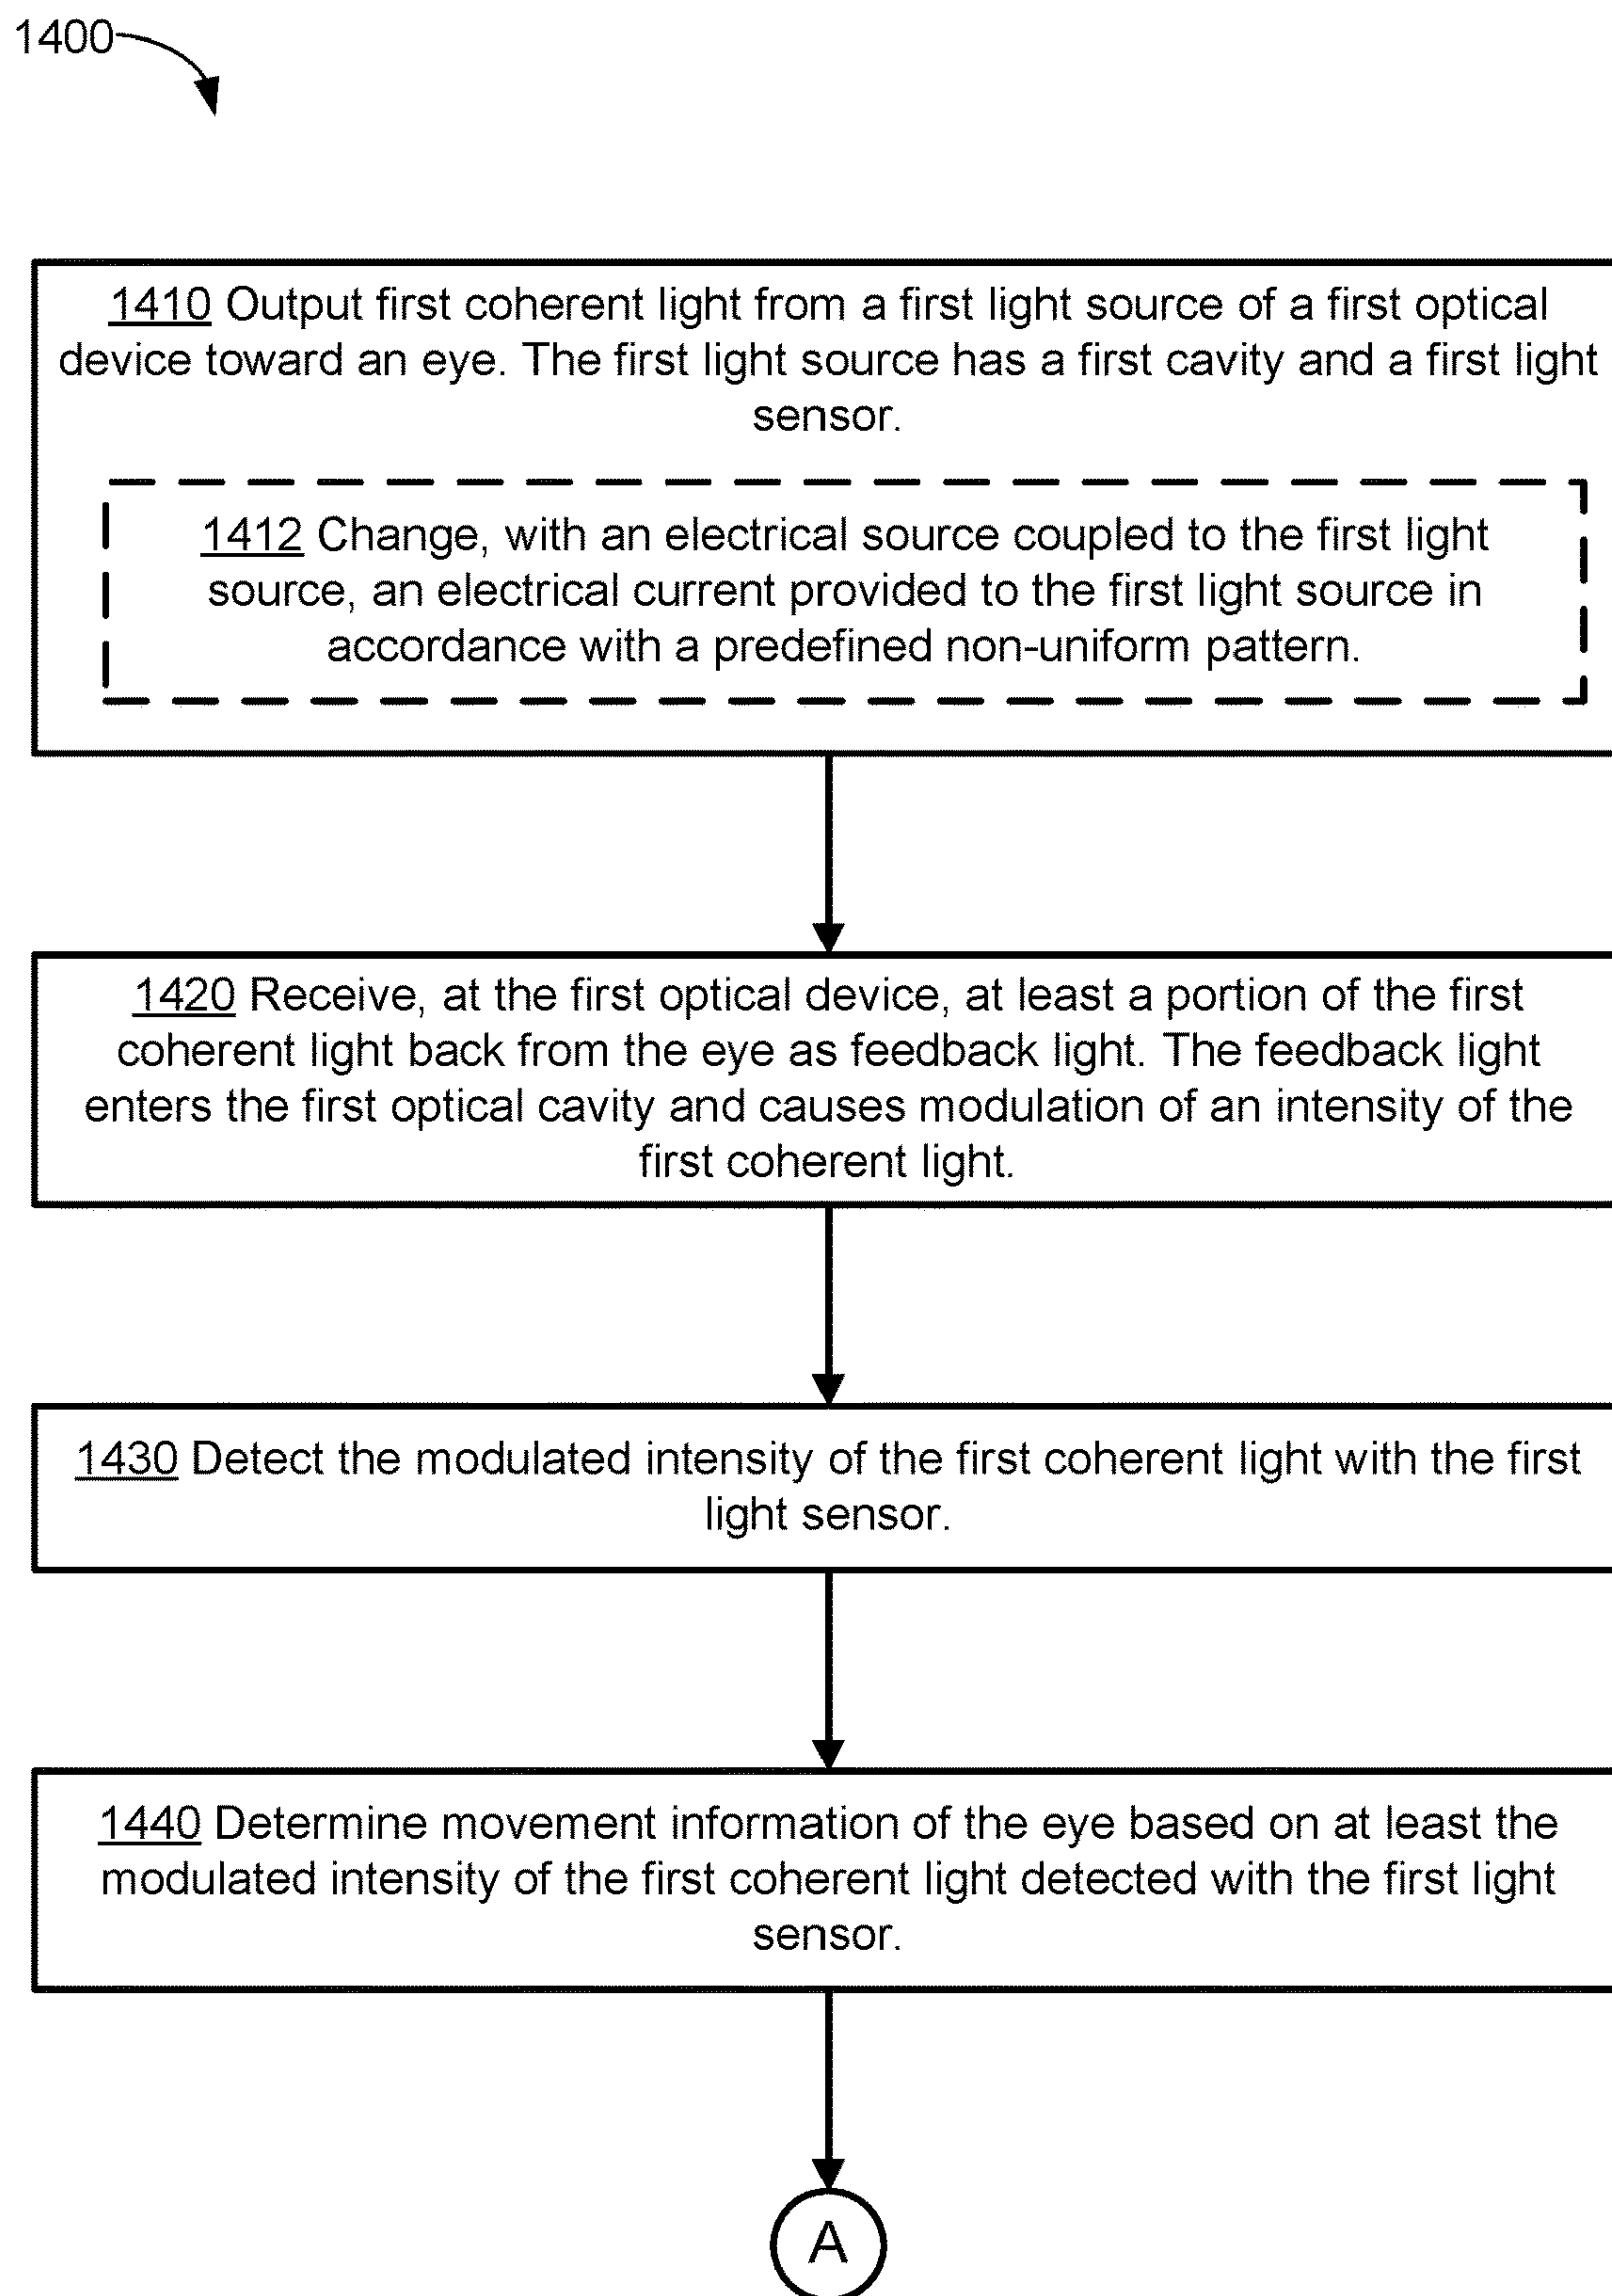 1400
1410 Output first coherent light from a first light source of a first optical
device toward an eye. The first light source has a first cavity and a first light
sensor.
1412 Change, with an electrical source coupled to the first light
source, an electrical current provided to the first light source in
accordance with a predefined non-uniform pattern.
1420 Receive, at the first optical device, at least a portion of the first
coherent light back from the eye as feedback light. The feedback light
enters the first optical cavity and causes modulation of an intensity of the
first coherent light.
1430 Detect the modulated intensity of the first coherent light with the first
light sensor.
1440 Determine movement information of the eye based on at least the
modulated intensity of the first coherent light detected with the first light
sensor.
A